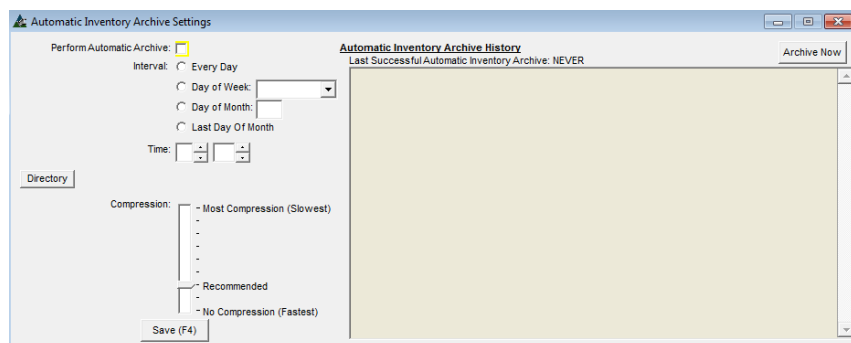 Automatic Inventory Archive Settings
Perform Automatic Archive:
Interval:
Every Day
Day of Week:
Day of Month:
Last Day Of Month
Time:
Directory
Compression:
- Most Compression (Slowest)
-
-
-
-
-
- Recommended
-
- No Compression (Fastest)
Save (F4)
Automatic Inventory Archive History
Last Successful Automatic Inventory Archive: NEVER
Archive Now